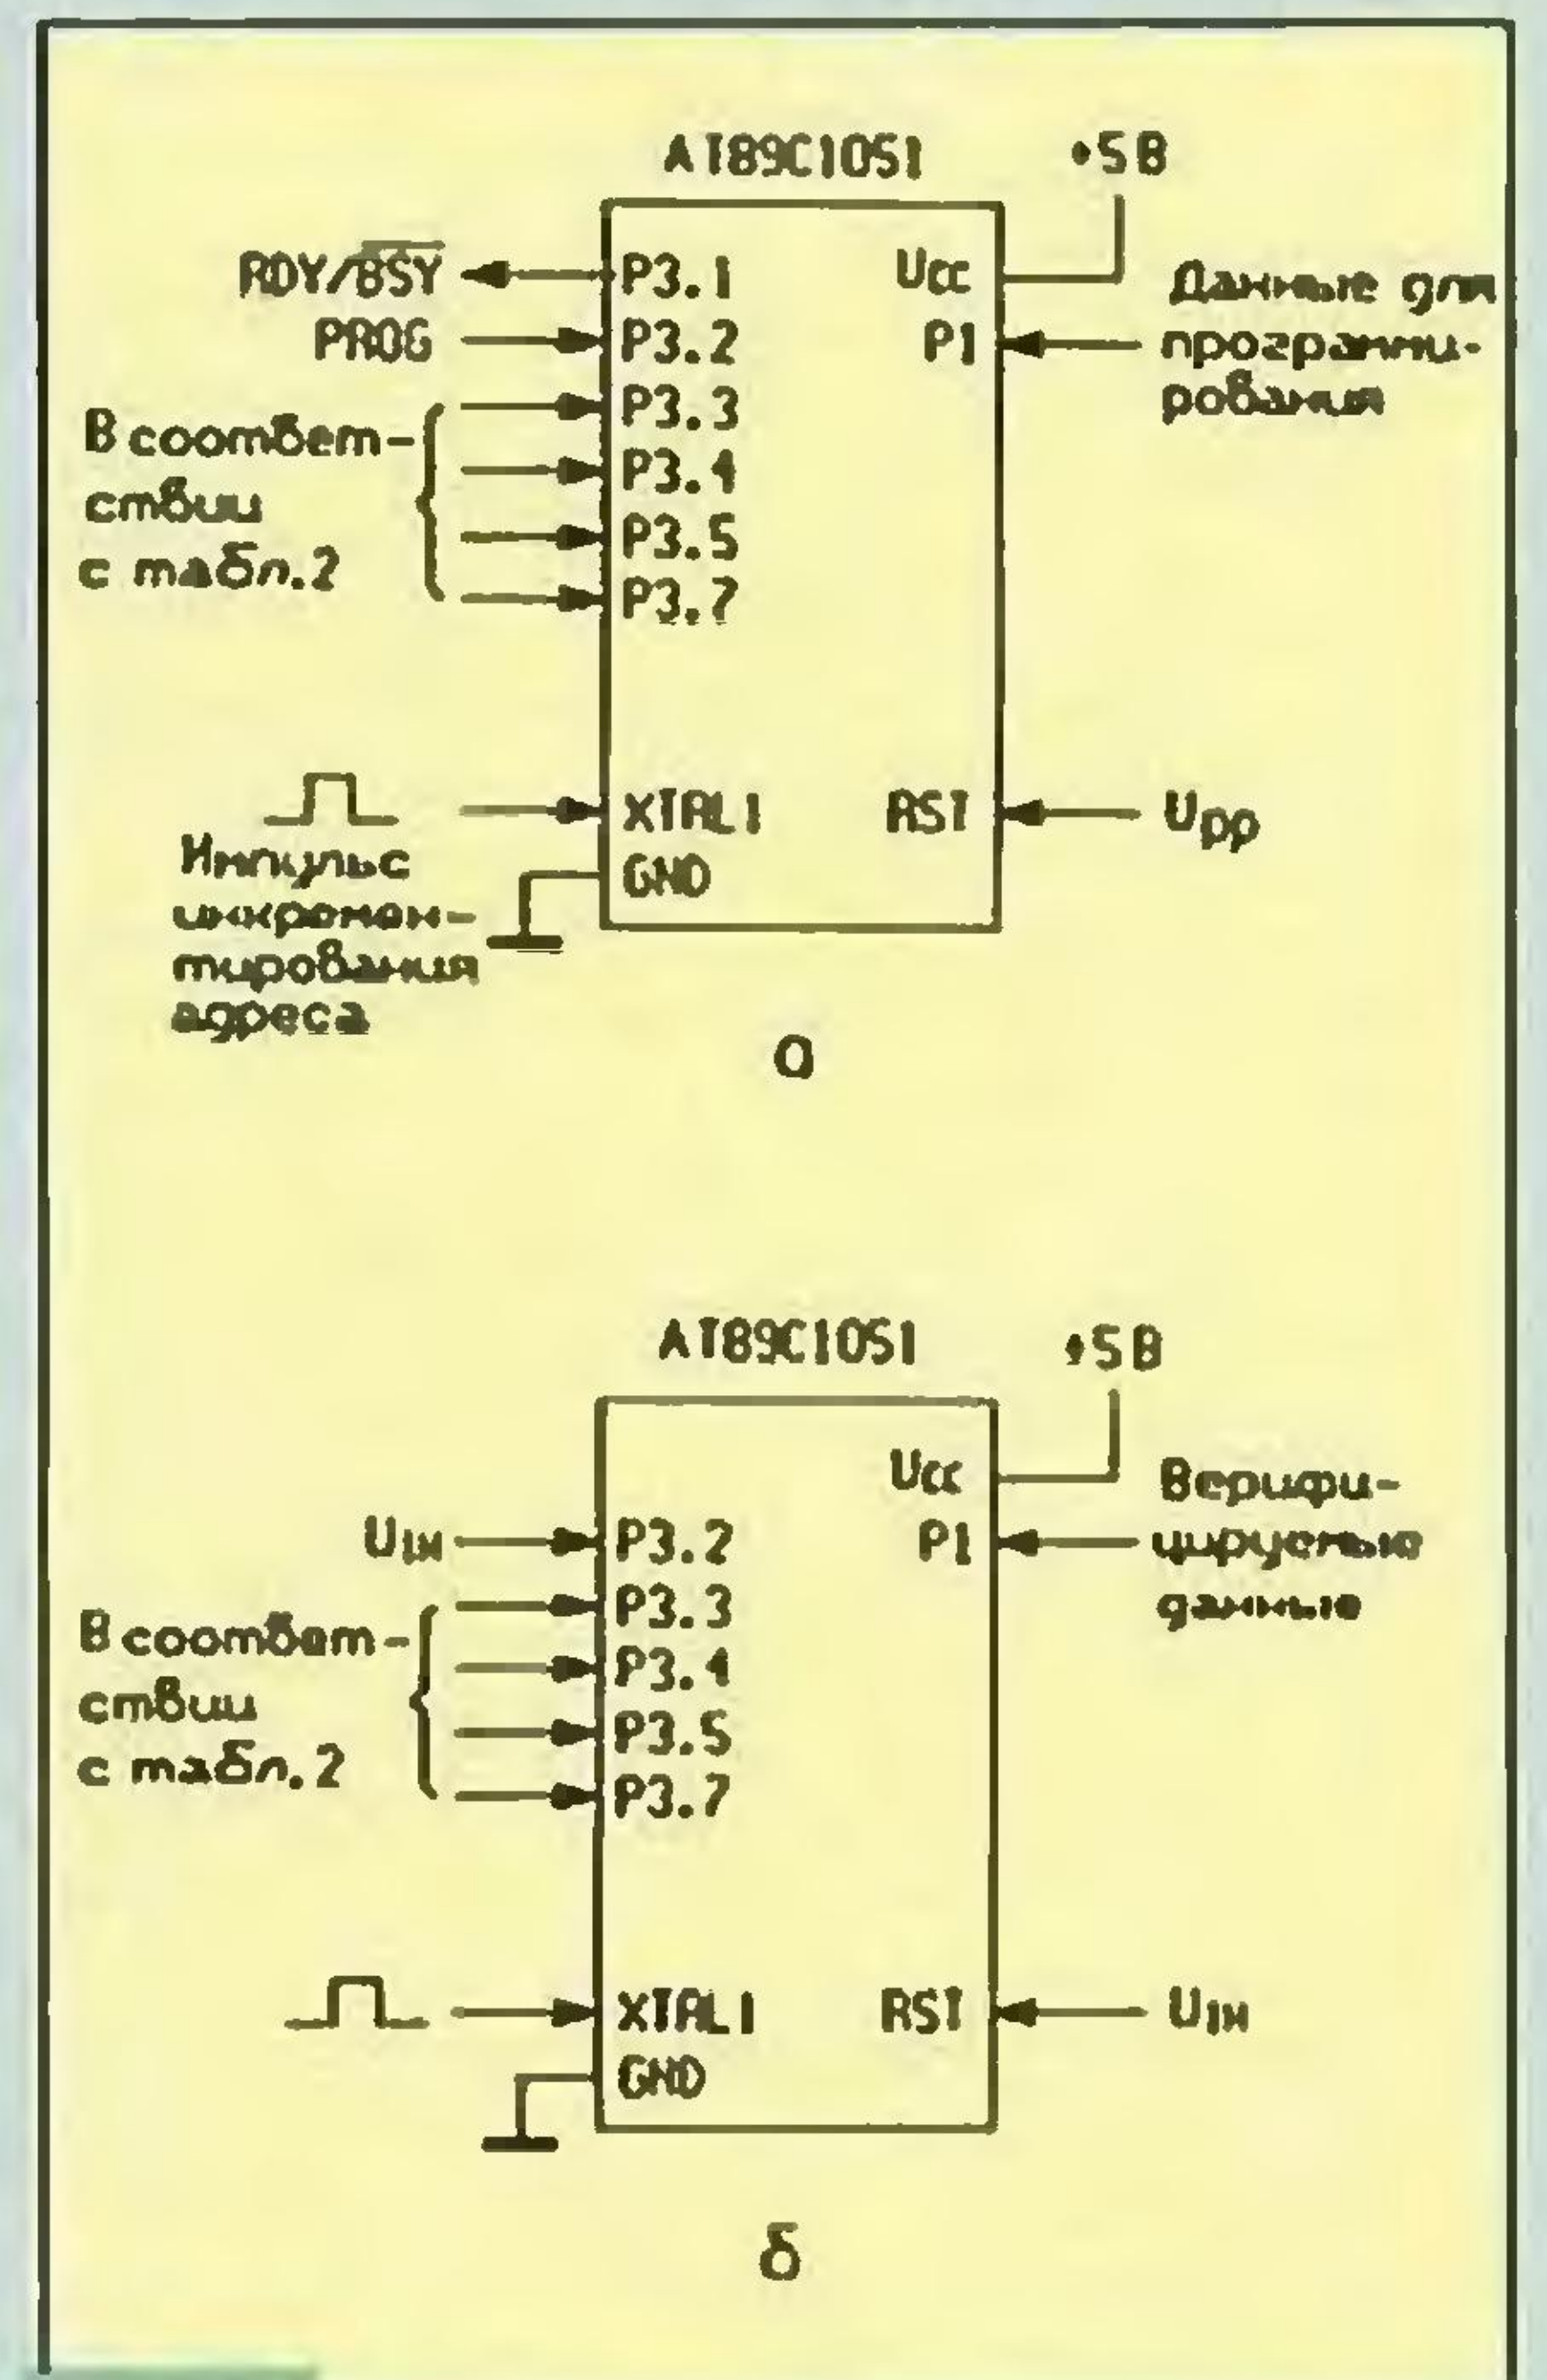 AT89C1051
+5В
RDY/BSY
P3.1
Ucc
PROG
P3.2
P1
Данные для
программи-
рования
В соответ-
ствии
с табл.2
P3.3
P3.4
P3.5
P3.7
XTAL1
RST
Upp
GND
Импульс
инкремен-
тирования
адреса
а
AT89C1051
+5В
Ucc
UIH
P3.2
P1
Верифи-
цируемые
данные
В соответ-
ствии
с табл.2
P3.3
P3.4
P3.5
P3.7
XTAL1
RST
UIH
GND
б